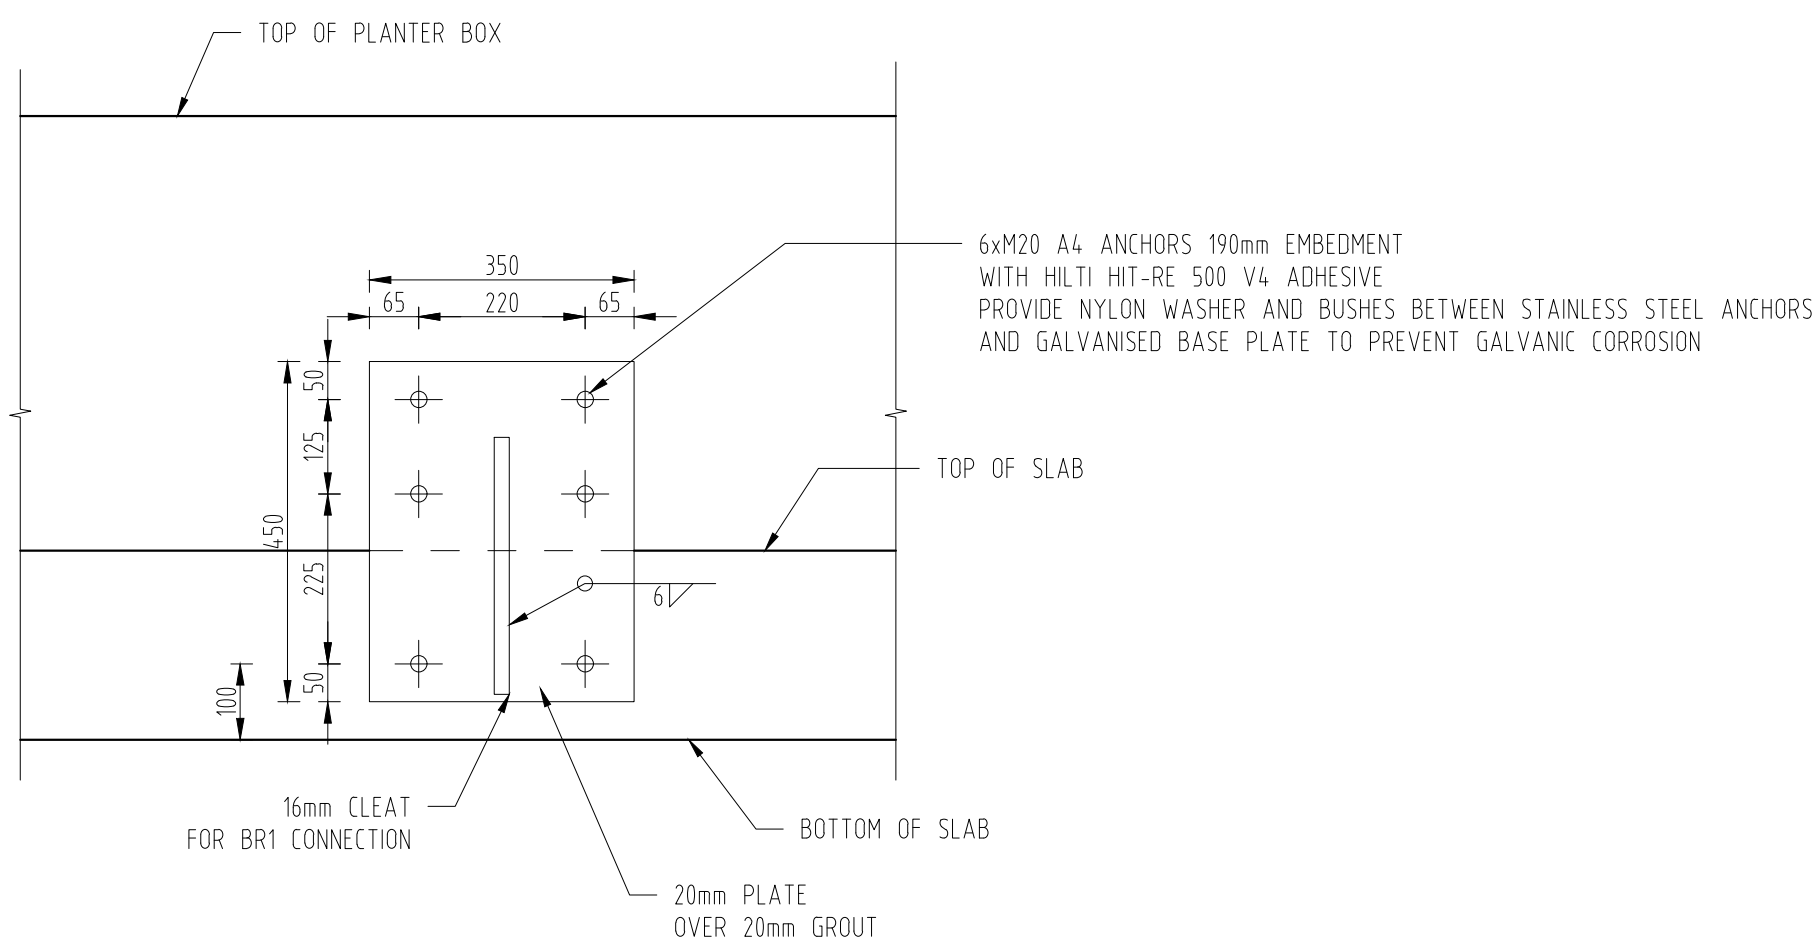 TOP OF PLANTER BOX
6xM20 A4 ANCHORS 190mm EMBEDMENT
WITH HILTI HIT-RE 500 V4 ADHESIVE
PROVIDE NYLON WASHER AND BUSHES BETWEEN STAINLESS STEEL ANCHORS
AND GALVANISED BASE PLATE TO PREVENT GALVANIC CORROSION
350
65
220
65
50
125
450
225
50
100
TOP OF SLAB
6
16mm CLEAT
FOR BR1 CONNECTION
BOTTOM OF SLAB
20mm PLATE
OVER 20mm GROUT